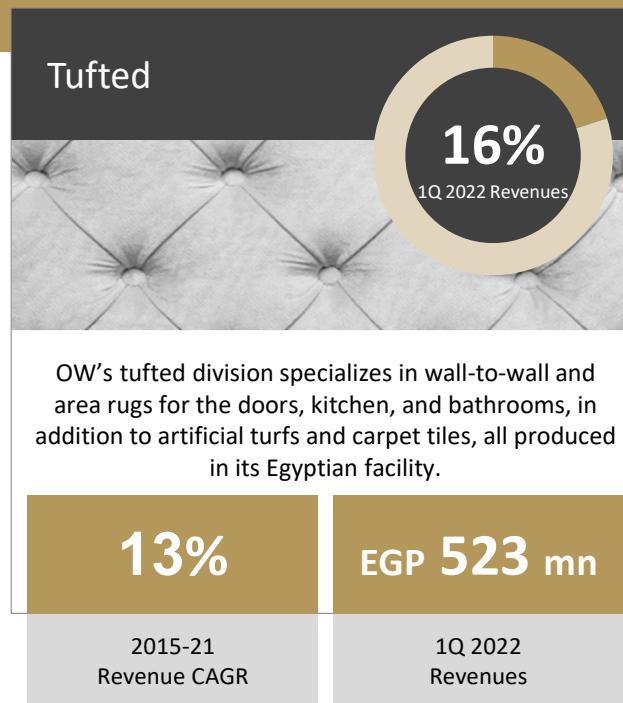 Tufted
16%
1Q 2022 Revenues
OW's tufted division specializes in wall-to-wall and
area rugs for the doors, kitchen, and bathrooms, in
addition to artificial turfs and carpet tiles, all produced
in its Egyptian facility.
13%
2015-21
Revenue CAGR
EGP 523 mn
1Q 2022
Revenues